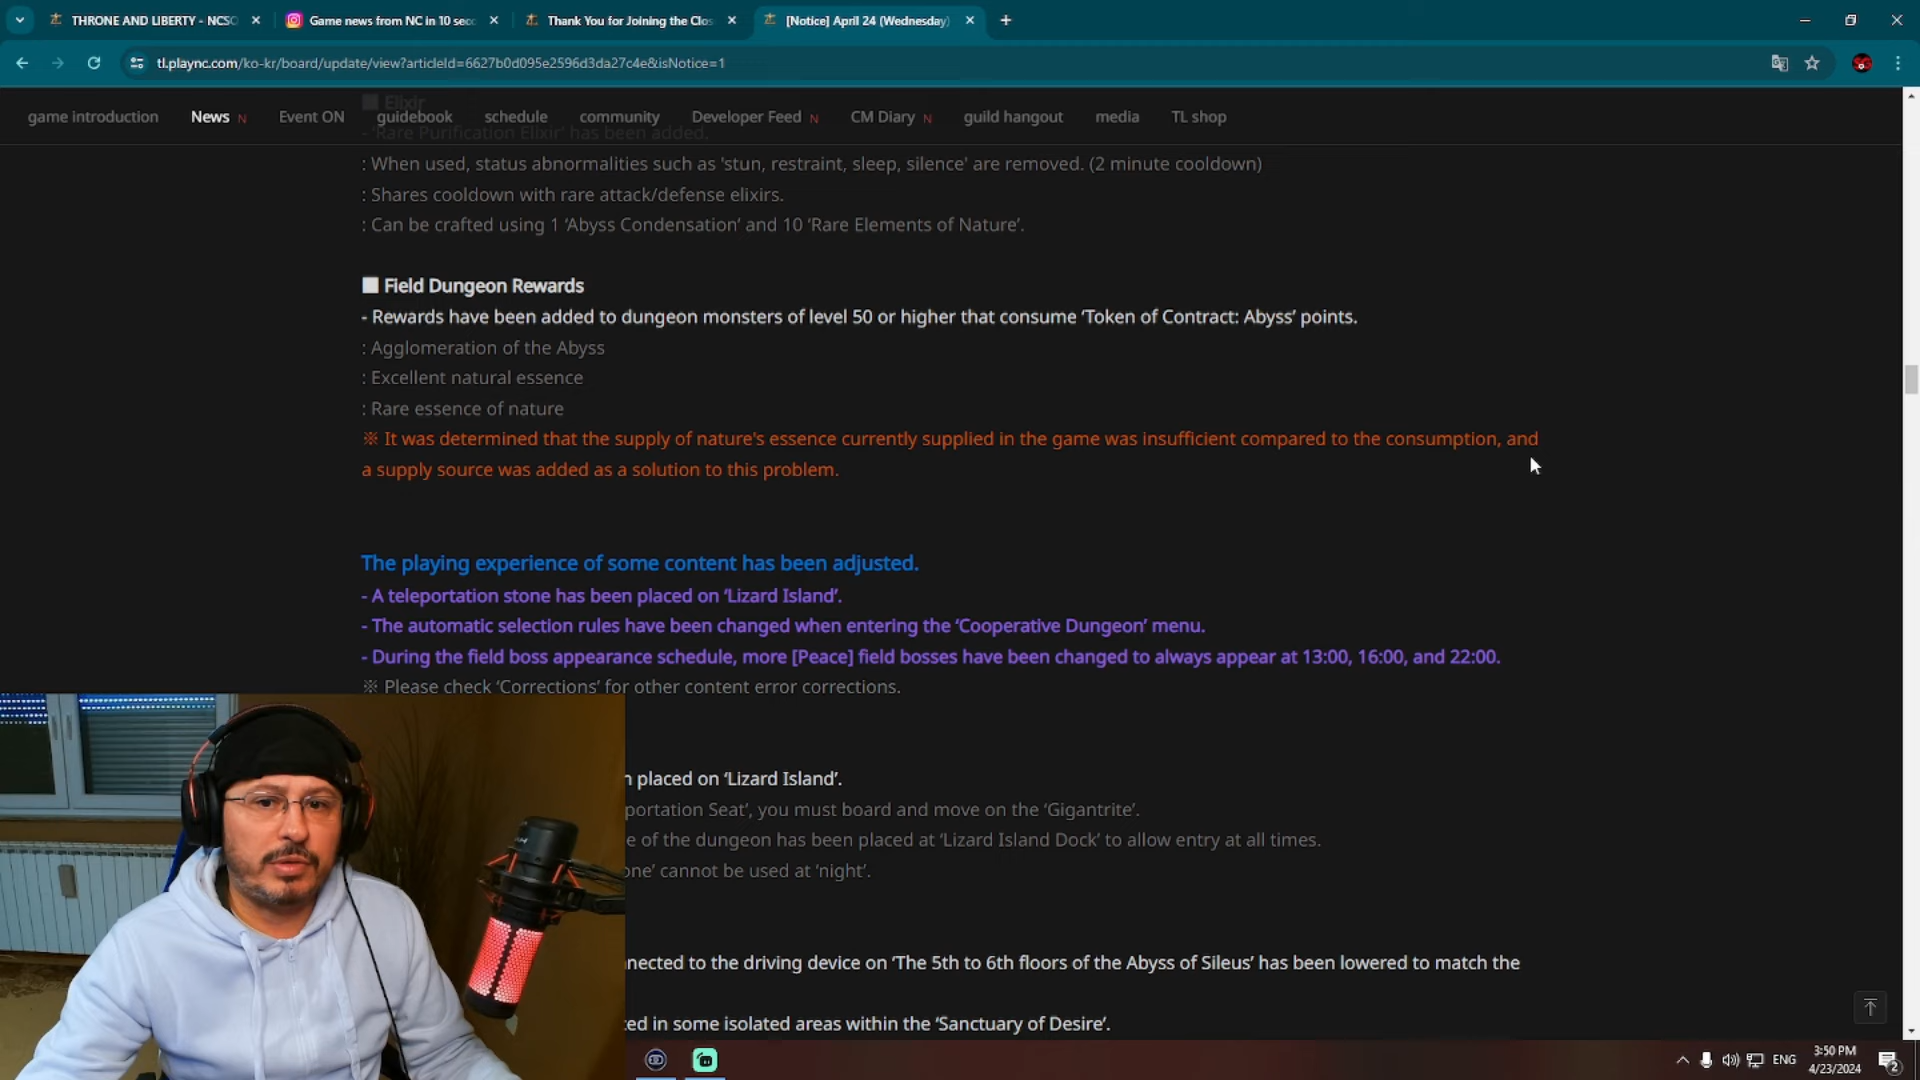 THRONE AND LIBERTY - NCSO
Game news from NC in 10 seco
Thank You for Joining the Clos
[Notice] April 24 (Wednesday)
tl.plaync.com/ko-kr/board/update/view?articleId=6627b0d095e2596d3da27c4e&isNotice=1
game introduction News N Event ON guidebook schedule community Developer Feed N CM Diary N guild hangout media TL shop
■ Elixir
- 'Rare Purification Elixir' has been added.
: When used, status abnormalities such as 'stun, restraint, sleep, silence' are removed. (2 minute cooldown)
: Shares cooldown with rare attack/defense elixirs.
: Can be crafted using 1 ‘Abyss Condensation’ and 10 ‘Rare Elements of Nature’.
■ Field Dungeon Rewards
- Rewards have been added to dungeon monsters of level 50 or higher that consume ‘Token of Contract: Abyss’ points.
: Agglomeration of the Abyss
: Excellent natural essence
: Rare essence of nature
※ It was determined that the supply of nature's essence currently supplied in the game was insufficient compared to the consumption, and
a supply source was added as a solution to this problem.
The playing experience of some content has been adjusted.
- A teleportation stone has been placed on ‘Lizard Island’.
- The automatic selection rules have been changed when entering the ‘Cooperative Dungeon’ menu.
- During the field boss appearance schedule, more [Peace] field bosses have been changed to always appear at 13:00, 16:00, and 22:00.
※ Please check ‘Corrections’ for other content error corrections.
n placed on ‘Lizard Island’.
portation Seat’, you must board and move on the ‘Gigantrite’.
e of the dungeon has been placed at ‘Lizard Island Dock’ to allow entry at all times.
one’ cannot be used at ‘night’.
nnected to the driving device on ‘The 5th to 6th floors of the Abyss of Sileus’ has been lowered to match the
ted in some isolated areas within the ‘Sanctuary of Desire’.
ENG
3:50 PM
4/23/2024
2